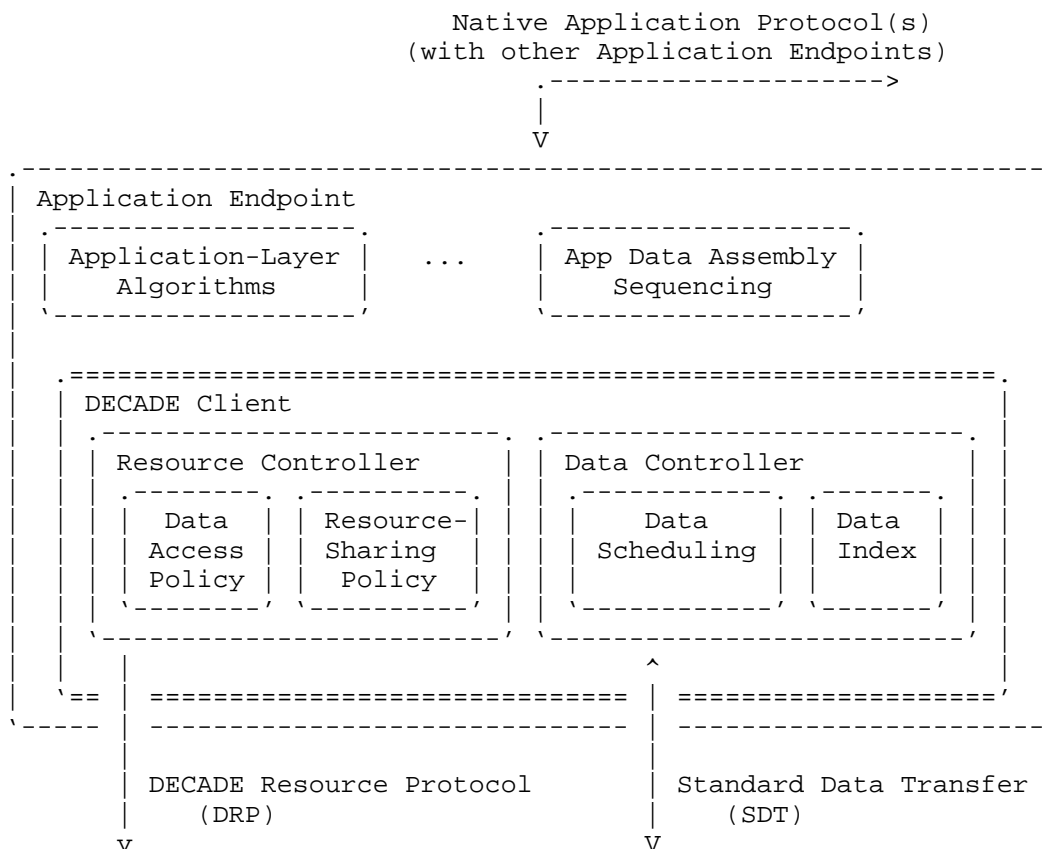 Native Application Protocol(s)
(with other Application Endpoints)
V
Application Endpoint
Application-Layer ... App Data Assembly
Algorithms Sequencing
DECADE Client
Resource Controller Data Controller
Data Resource- Data Data
Access Sharing Scheduling Index
Policy Policy
DECADE Resource Protocol Standard Data Transfer
(DRP) (SDT)
V V